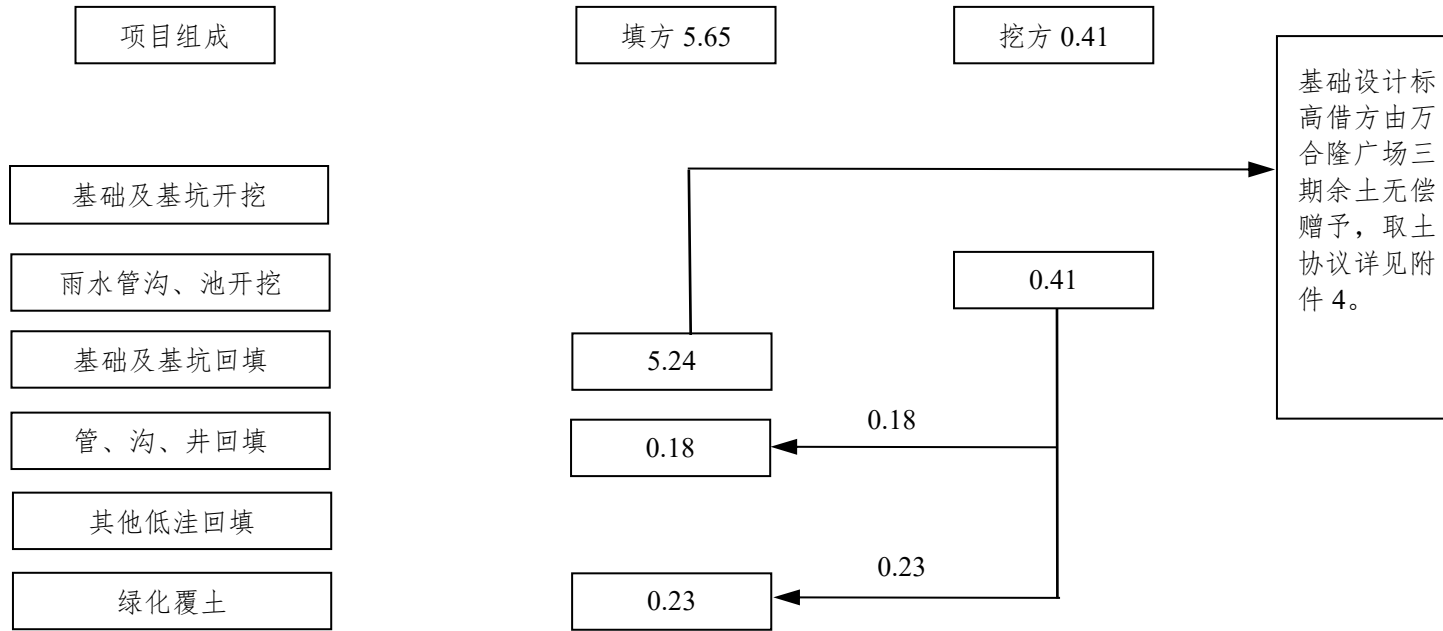 项目组成
填方 5.65
挖方 0.41
基础设计标
高借方由万
合隆广场三
期余土无偿
赠予，取土
协议详见附
件 4。
基础及基坑开挖
雨水管沟、池开挖
0.41
基础及基坑回填
5.24
管、沟、井回填
0.18
0.18
其他低洼回填
绿化覆土
0.23
0.23